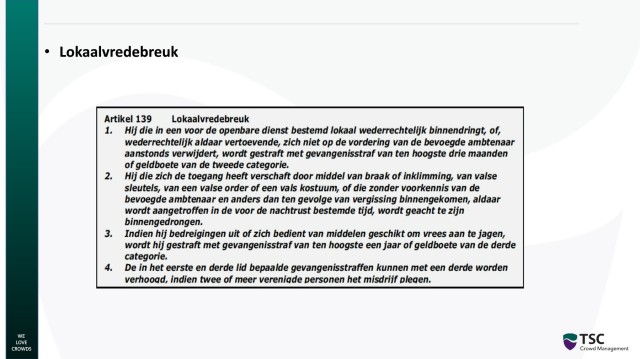 • Lokaalvredebreuk
Artikel 139 Lokaalvredebreuk
1. Hij die in een voor de openbare dienst bestemd lokaal wederrechtelijk binnendringt, of,
wederrechtelijk aldaar vertoevende, zich niet op de vordering van de bevoegde ambtenaar
aanstonds verwijdert, wordt gestraft met gevangenisstraf van ten hoogste drie maanden
of geldboete van de tweede categorie.
2. Hij die zich de toegang heeft verschaft door middel van braak of inklimming, van valse
sleutels, van een valse order of een vals kostuum, of die zonder voorkennis van de
bevoegde ambtenaar en anders dan ten gevolge van vergissing binnengekomen, aldaar
wordt aangetroffen in de voor de nachtrust bestemde tijd, wordt geacht te zijn
binnengedrongen.
3. Indien hij bedreigingen uit of zich bedient van middelen geschikt om vrees aan te jagen,
wordt hij gestraft met gevangenisstraf van ten hoogste een jaar of geldboete van de derde
categorie.
4. De in het eerste en derde lid bepaalde gevangenisstraffen kunnen met een derde worden
verhoogd, indien twee of meer verenigde personen het misdrijf plegen.
WE
LOVE
CROWDS
TSC
Crowd Management